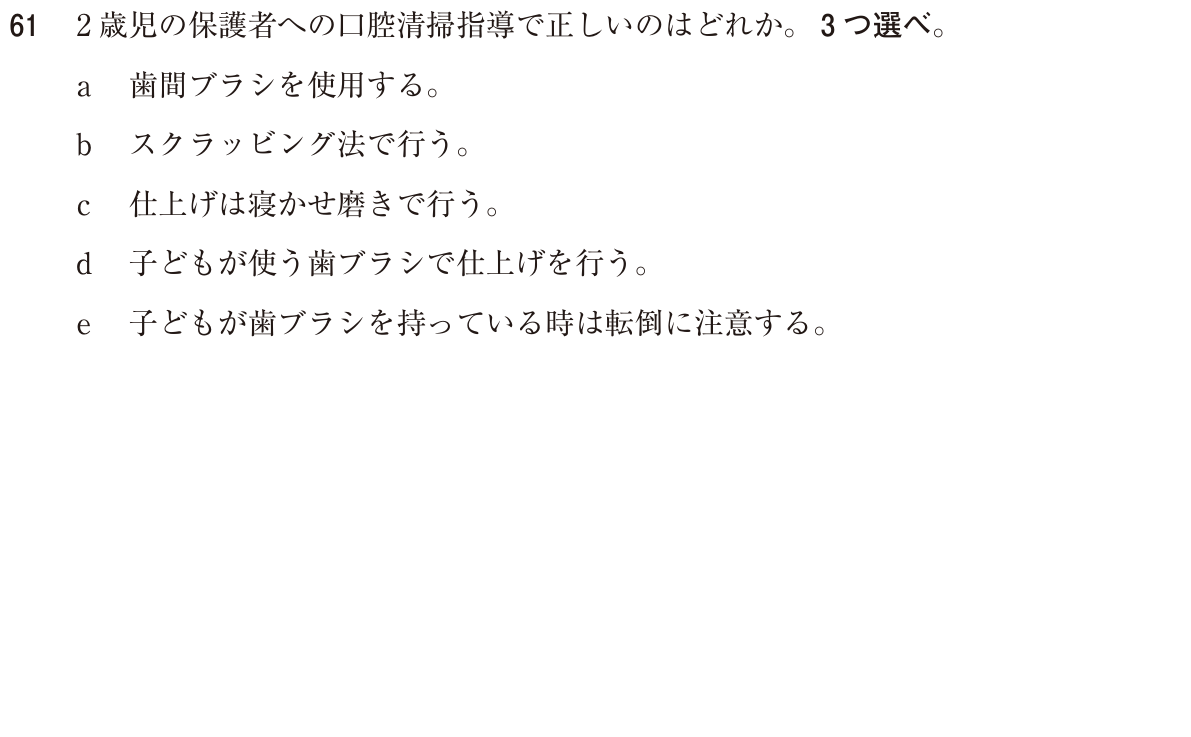 61 2歳児の保護者への口腔清掃指導で正しいのはどれか。3つ選べ。
a 歯間ブラシを使用する。
b スクラッビング法で行う。
c 仕上げは寝かせ磨きで行う。
d 子どもが使う歯ブラシで仕上げを行う。
e 子どもが歯ブラシを持っている時は転倒に注意する。